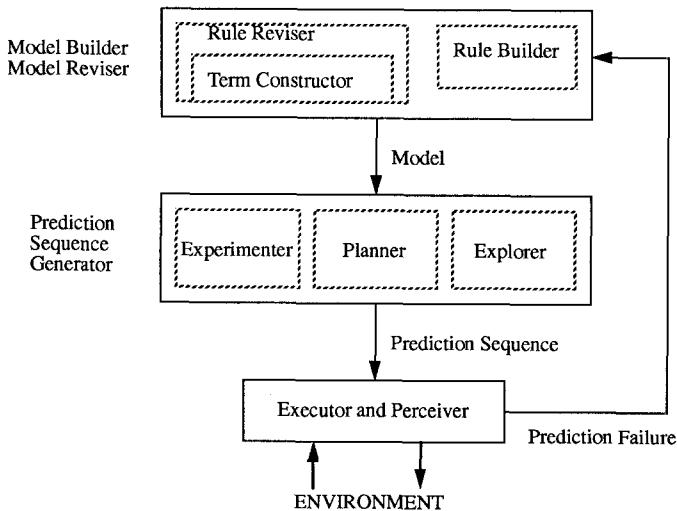 Model Builder
Model Reviser
Rule Reviser
Term Constructor
Rule Builder
Model
Prediction
Sequence
Generator
Experimenter
Planner
Explorer
Prediction Sequence
Executor and Perceiver
Prediction Failure
ENVIRONMENT